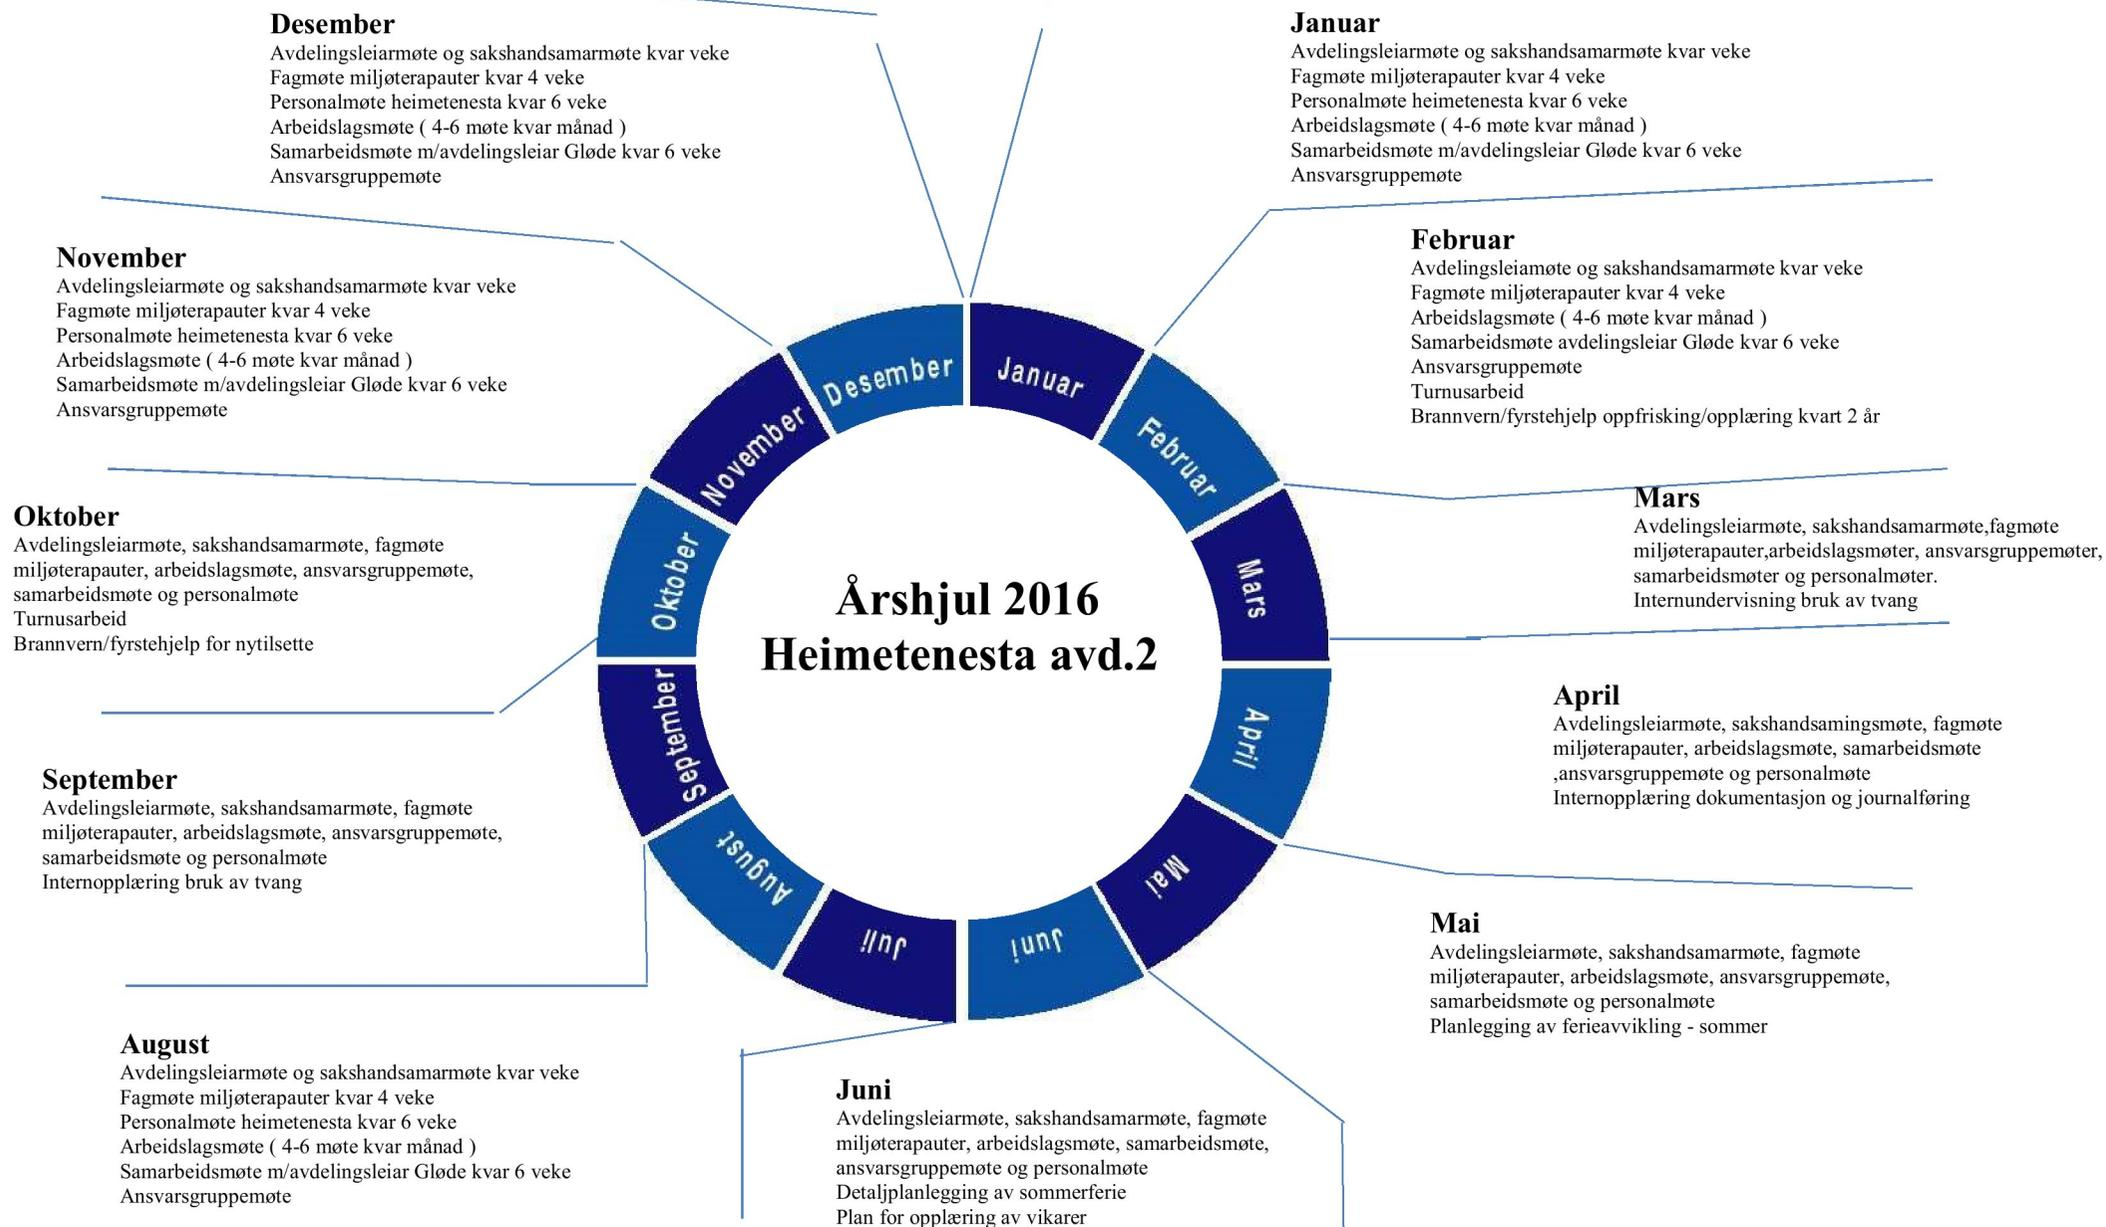 Desember
Avdelingsleiarmøte og sakshandsamarmøte kvar veke
Fagmøte miljøterapauter kvar 4 veke
Personalmøte heimetenesta kvar 6 veke
Arbeidslagsmøte ( 4-6 møte kvar månad )
Samarbeidsmøte m/avdelingsleiar Gløde kvar 6 veke
Ansvarsgruppemøte
Januar
Avdelingsleiarmøte og sakshandsamarmøte kvar veke
Fagmøte miljøterapauter kvar 4 veke
Personalmøte heimetenesta kvar 6 veke
Arbeidslagsmøte ( 4-6 møte kvar månad )
Samarbeidsmøte m/avdelingsleiar Gløde kvar 6 veke
Ansvarsgruppemøte
November
Avdelingsleiarmøte og sakshandsamarmøte kvar veke
Fagmøte miljøterapauter kvar 4 veke
Personalmøte heimetenesta kvar 6 veke
Arbeidslagsmøte ( 4-6 møte kvar månad )
Samarbeidsmøte m/avdelingsleiar Gløde kvar 6 veke
Ansvarsgruppemøte
Februar
Avdelingsleiamøte og sakshandsamarmøte kvar veke
Fagmøte miljøterapauter kvar 4 veke
Arbeidslagsmøte ( 4-6 møte kvar månad )
Samarbeidsmøte avdelingsleiar Gløde kvar 6 veke
Ansvarsgruppemøte
Turnusarbeid
Brannvern/fyrstehjelp oppfrisking/opplæring kvart 2 år
Oktober
Avdelingsleiarmøte, sakshandsamarmøte, fagmøte
miljøterapauter, arbeidslagsmøte, ansvarsgruppemøte,
samarbeidsmøte og personalmøte
Turnusarbeid
Brannvern/fyrstehjelp for nytilsette
Mars
Avdelingsleiarmøte, sakshandsamarmøte,fagmøte
miljøterapauter,arbeidslagsmøter, ansvarsgruppemøter,
samarbeidsmøter og personalmøter.
Internundervisning bruk av tvang
Årshjul 2016
Heimetenesta avd.2
Januar
Februar
Mars
April
Mai
Juni
Juli
August
September
Oktober
November
Desember
April
Avdelingsleiarmøte, sakshandsamingsmøte, fagmøte
miljøterapauter, arbeidslagsmøte, samarbeidsmøte
,ansvarsgruppemøte og personalmøte
Internopplæring dokumentasjon og journalføring
September
Avdelingsleiarmøte, sakshandsamarmøte, fagmøte
miljøterapauter, arbeidslagsmøte, ansvarsgruppemøte,
samarbeidsmøte og personalmøte
Internopplæring bruk av tvang
Mai
Avdelingsleiarmøte, sakshandsamarmøte, fagmøte
miljøterapauter, arbeidslagsmøte, ansvarsgruppemøte,
samarbeidsmøte og personalmøte
Planlegging av ferieavvikling - sommer
August
Avdelingsleiarmøte og sakshandsamarmøte kvar veke
Fagmøte miljøterapauter kvar 4 veke
Personalmøte heimetenesta kvar 6 veke
Arbeidslagsmøte ( 4-6 møte kvar månad )
Samarbeidsmøte m/avdelingsleiar Gløde kvar 6 veke
Ansvarsgruppemøte
Juni
Avdelingsleiarmøte, sakshandsamarmøte, fagmøte
miljøterapauter, arbeidslagsmøte, samarbeidsmøte,
ansvarsgruppemøte og personalmøte
Detaljplanlegging av sommerferie
Plan for opplæring av vikarer